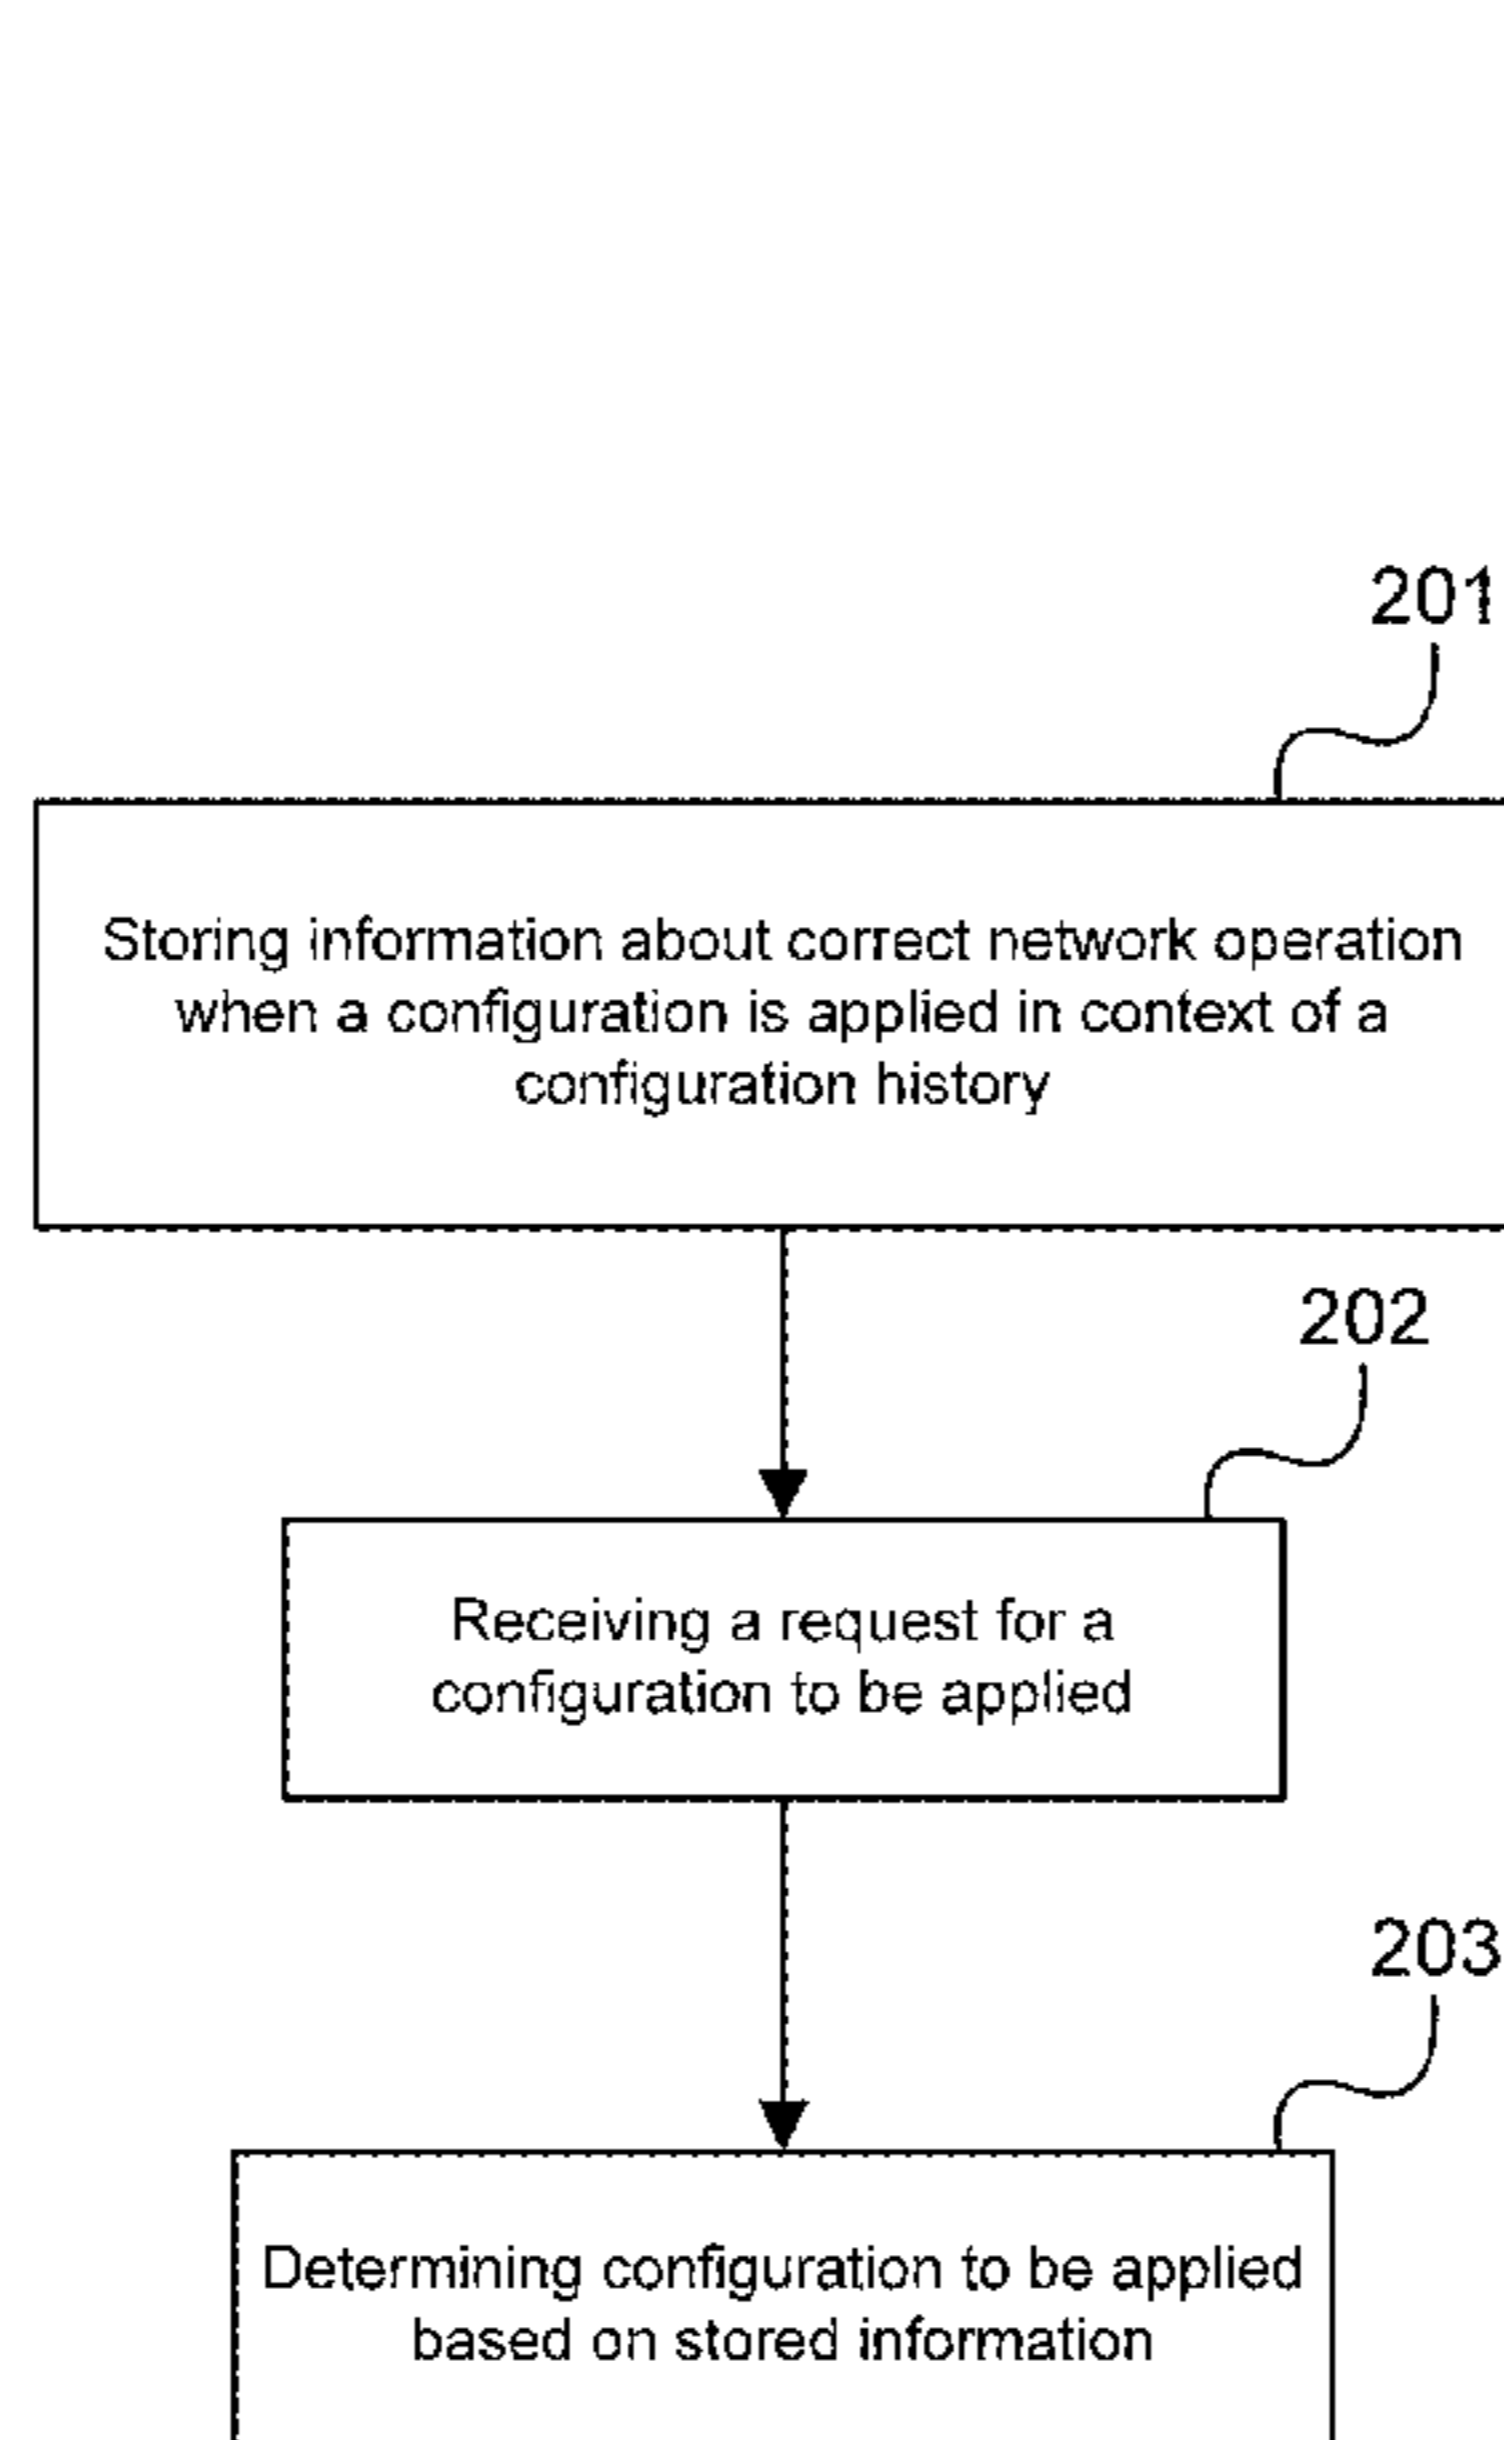 201
Storing information about correct network operation
when a configuration is applied in context of a
configuration history
202
Receiving a request for a
configuration to be applied
203
Determining configuration to be applied
based on stored information